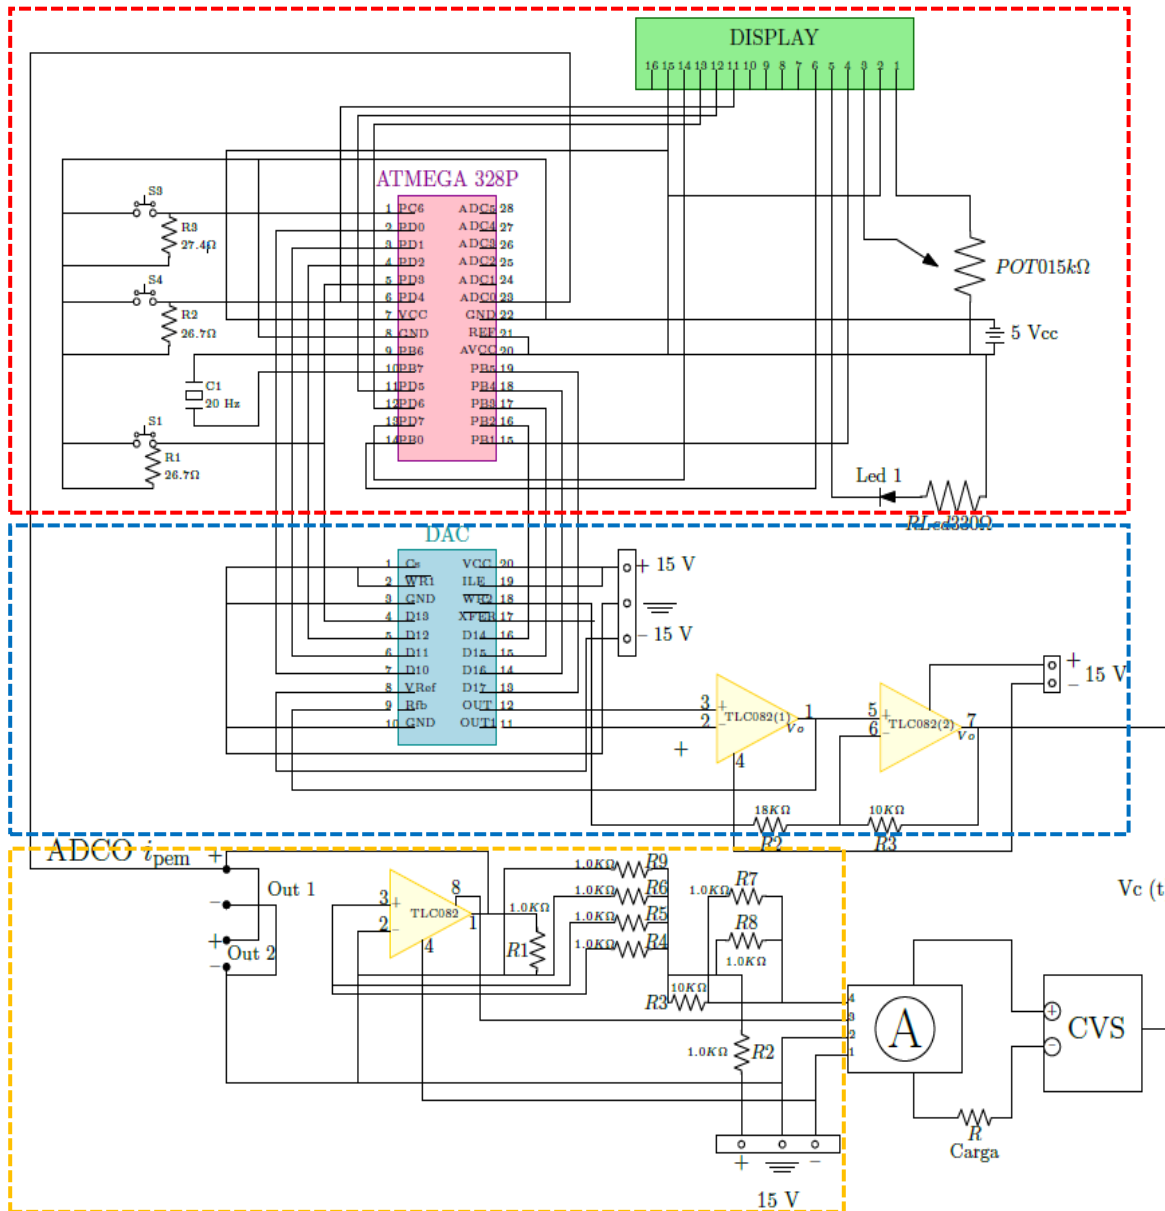 DISPLAY
16 15 14 13 12 11 10 9 8 7 6 5 4 3 2 1
ATMEGA 328P
S3
R3
27.4Ω
S4
R2
26.7Ω
C1
20 Hz
S1
R1
26.7Ω
1 PC6 ADC5 28
2 PD0 ADC4 27
3 PD1 ADC3 26
4 PD2 ADC2 25
5 PD3 ADC1 24
6 PD4 ADC0 23
7 VCC GND 22
8 GND REF 21
9 PB6 AVCC 20
10 PB7 PB5 19
11 PD5 PB4 18
12 PD6 PB3 17
13 PD7 PB2 16
14 PB0 PB1 15
POT015kΩ
5 Vcc
Led 1
RLed330Ω
DAC
1 Cs VCC 20
2 WR1 ILE 19
3 GND WR2 18
4 D13 XFER 17
5 D12 D14 16
6 D11 D15 15
7 D10 D16 14
8 VRef D17 13
9 Rfb OUT 12
10 GND OUT1 11
+ 15 V
− 15 V
3 + TLC082(1) 1
2 − Vo
4
+
5 + TLC082(2) 7
6 − Vo
+
15 V
−
18KΩ
R2
10KΩ
R3
ADCO ipem
+
Out 1
−
+
Out 2
−
3 + TLC082 8
2 − 1
4
1.0KΩ
R1
1.0KΩ R9
1.0KΩ R6
1.0KΩ R5
1.0KΩ R4
1.0KΩ R7
R8
1.0KΩ
R3 10KΩ
1.0KΩ R2
4
3
2
1
A
+
−
CVS
Vc (t
R
Carga
+ −
15 V